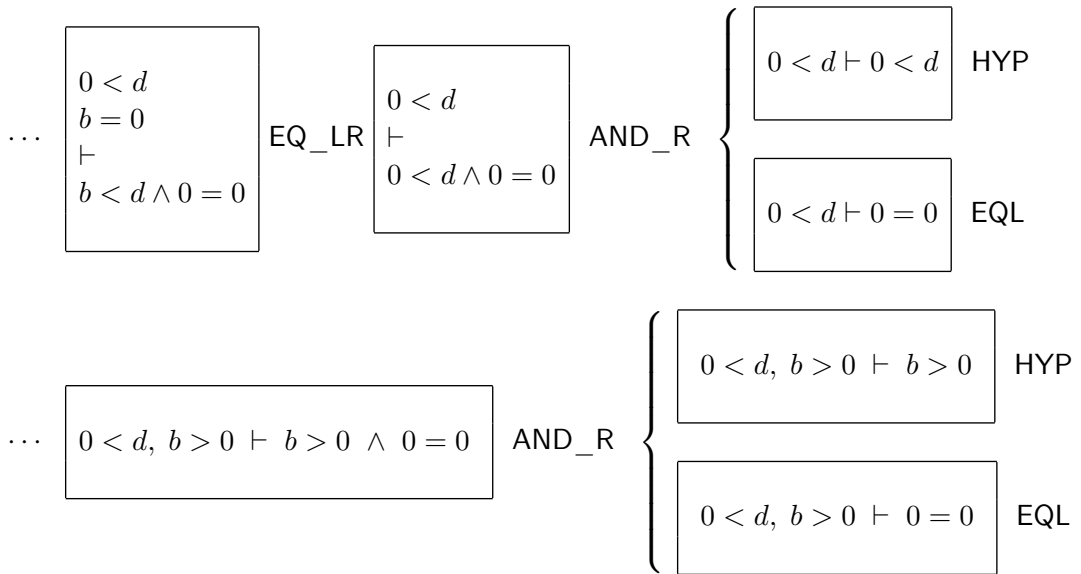 ⋯
0 < d
b = 0
⊢
b < d ∧ 0 = 0
EQ_LR
0 < d
⊢
0 < d ∧ 0 = 0
AND_R
0 < d ⊢ 0 < d HYP
0 < d ⊢ 0 = 0 EQL
⋯ 0 < d, b > 0 ⊢ b > 0 ∧ 0 = 0 AND_R
0 < d, b > 0 ⊢ b > 0 HYP
0 < d, b > 0 ⊢ 0 = 0 EQL